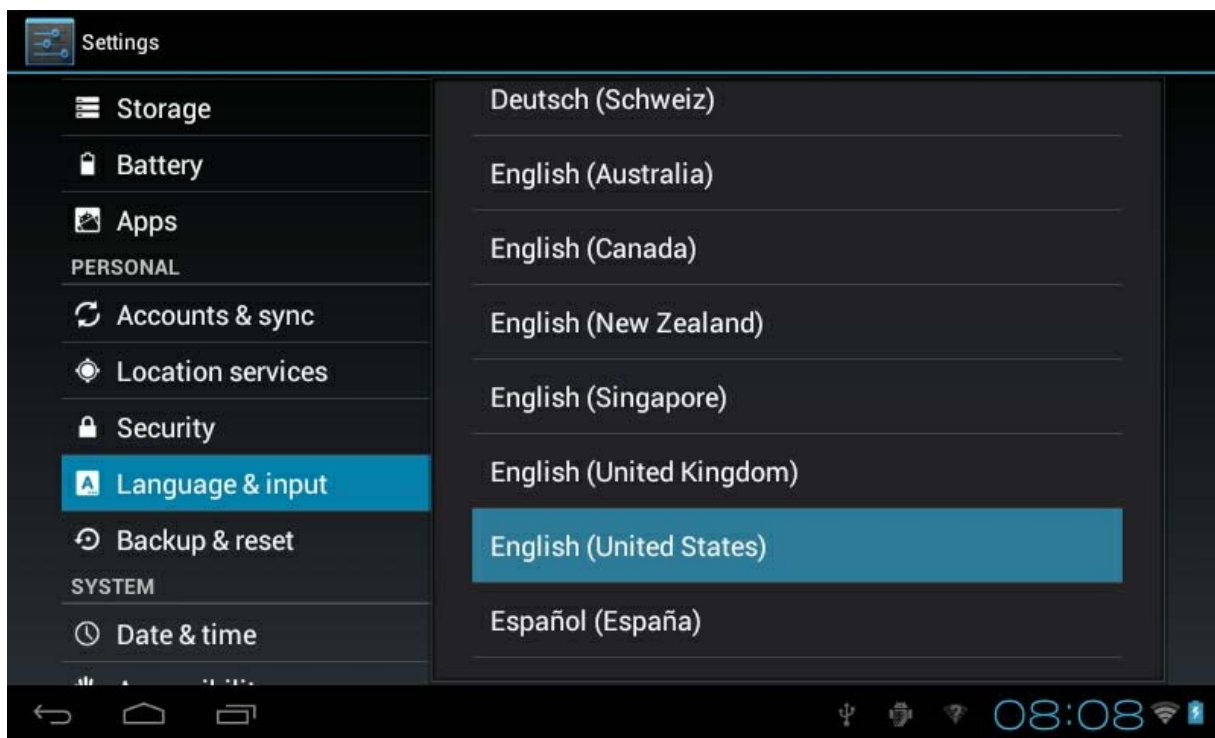 Settings
Storage
Battery
Apps
PERSONAL
Accounts & sync
Location services
Security
Language & input
Backup & reset
SYSTEM
Date & time
Deutsch (Schweiz)
English (Australia)
English (Canada)
English (New Zealand)
English (Singapore)
English (United Kingdom)
English (United States)
Español (España)
08:08